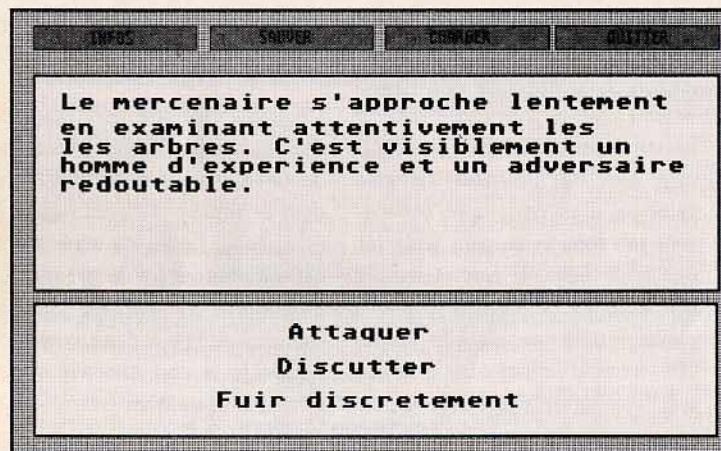 INFOS SAUVER CHARGER QUITTER
Le mercenaire s'approche lentement
en examinant attentivement les
les arbres. C'est visiblement un
homme d'experience et un adversaire
redoutable.
Attaquer
Discutter
Fuir discretement